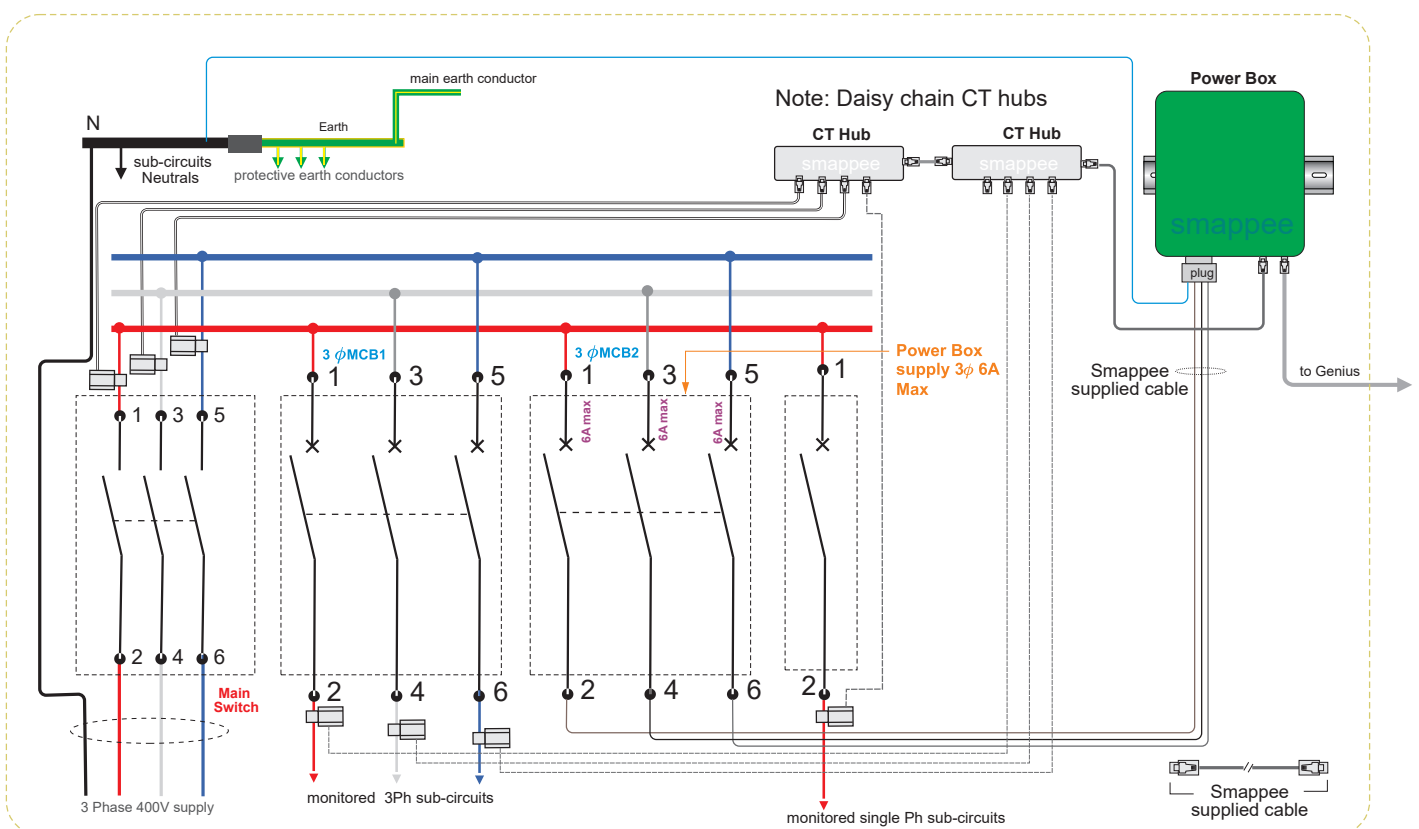 main earth conductor
Power Box
Note: Daisy chain CT hubs
N
Earth
CT Hub
CT Hub
sub-circuits
Neutrals
protective earth conductors
smappee
smappee
smappee
plug
3 ϕMCB1
3 ϕMCB2
Power Box
supply 3ϕ 6A
Max
Smappee
supplied cable
to Genius
1
3
5
1
3
5
1
1
3
5
6A max
6A max
6A max
2
4
6
Main
Switch
2
4
6
2
4
6
2
3 Phase 400V supply
monitored 3Ph sub-circuits
monitored single Ph sub-circuits
Smappee
supplied cable